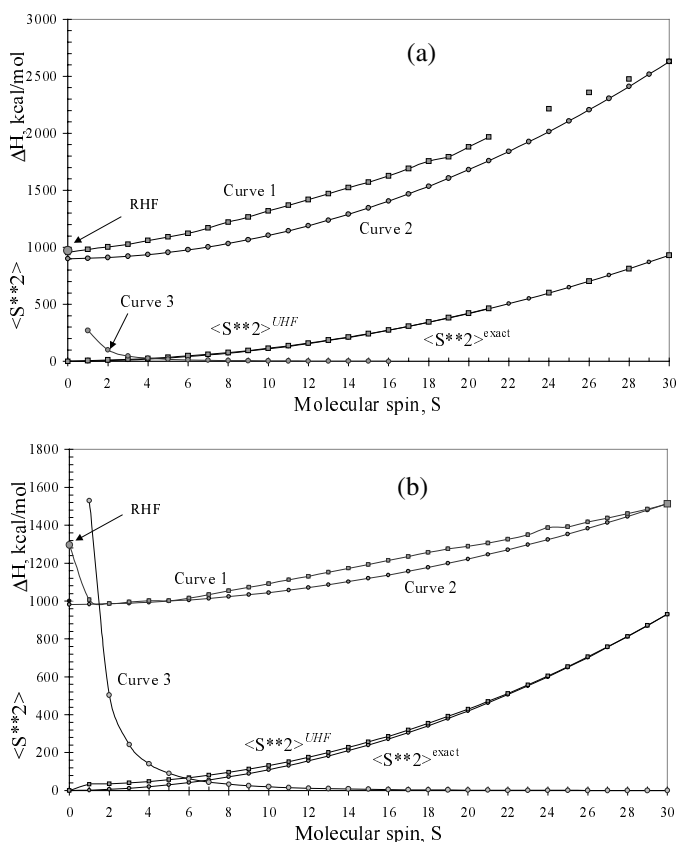 3000
2500
2000
1500
1000
500
0
ΔH, kcal/mol
<S**2>
(a)
RHF
Curve 1
Curve 2
Curve 3
<S**2>UHF
<S**2>exact
0 2 4 6 8 10 12 14 16 18 20 22 24 26 28 30
Molecular spin, S
1800
1600
1400
1200
1000
800
600
400
200
0
ΔH, kcal/mol
<S**2>
(b)
RHF
Curve 1
Curve 2
Curve 3
<S**2>UHF
<S**2>exact
0 2 4 6 8 10 12 14 16 18 20 22 24 26 28 30
Molecular spin, S